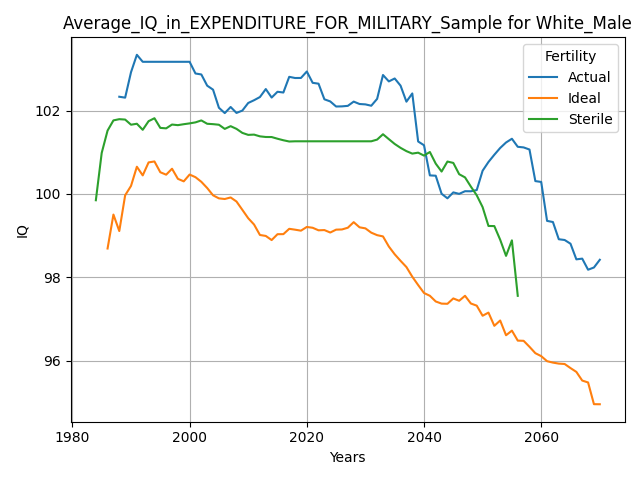 Average_IQ_in_EXPENDITURE_FOR_MILITARY_Sample for White_Male
Fertility
Actual
Ideal
Sterile
IQ
102
100
98
96
1980
2000
2020
2040
2060
Years